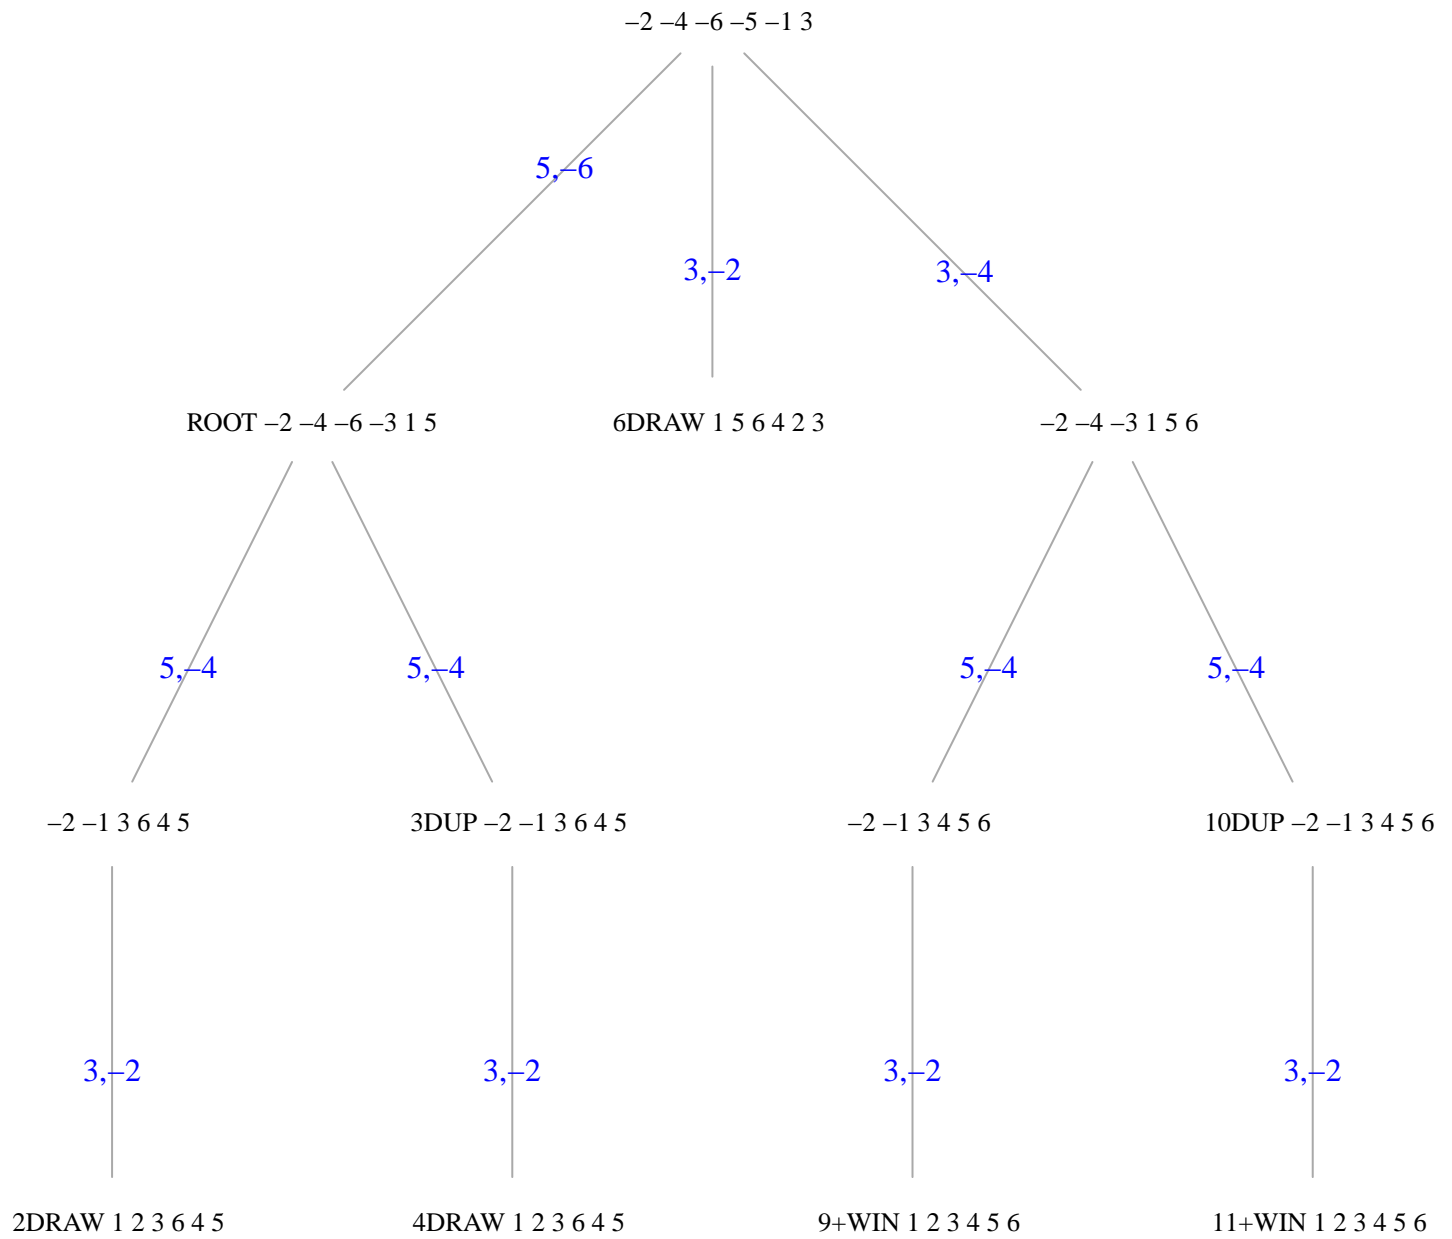 –2 –4 –6 –5 –1 3
5,–6
3,–2
3,–4
ROOT –2 –4 –6 –3 1 5
6DRAW 1 5 6 4 2 3
–2 –4 –3 1 5 6
5,–4
5,–4
5,–4
5,–4
–2 –1 3 6 4 5
3DUP –2 –1 3 6 4 5
–2 –1 3 4 5 6
10DUP –2 –1 3 4 5 6
3,–2
3,–2
3,–2
3,–2
2DRAW 1 2 3 6 4 5
4DRAW 1 2 3 6 4 5
9+WIN 1 2 3 4 5 6
11+WIN 1 2 3 4 5 6